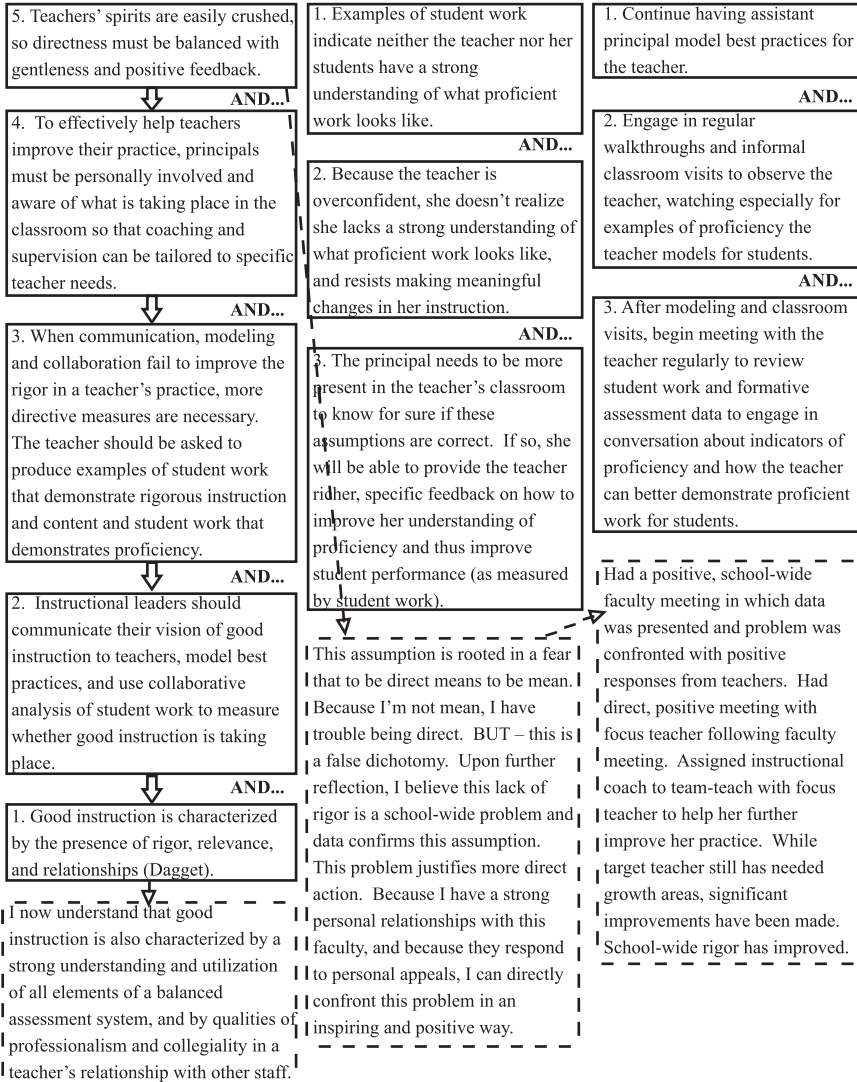 5. Teachers' spirits are easily crushed,
so directness must be balanced with
gentleness and positive feedback.
AND...
4. To effectively help teachers
improve their practice, principals
must be personally involved and
aware of what is taking place in the
classroom so that coaching and
supervision can be tailored to specific
teacher needs.
AND...
3. When communication, modeling
and collaboration fail to improve the
rigor in a teacher's practice, more
directive measures are necessary.
The teacher should be asked to
produce examples of student work
that demonstrate rigorous instruction
and content and student work that
demonstrates proficiency.
AND...
2. Instructional leaders should
communicate their vision of good
instruction to teachers, model best
practices, and use collaborative
analysis of student work to measure
whether good instruction is taking
place.
AND...
1. Good instruction is characterized
by the presence of rigor, relevance,
and relationships (Dagget).
I now understand that good
instruction is also characterized by a
strong understanding and utilization
of all elements of a balanced
assessment system, and by qualities of
professionalism and collegiality in a
teacher's relationship with other staff.
1. Examples of student work
indicate neither the teacher nor her
students have a strong
understanding of what proficient
work looks like.
AND...
2. Because the teacher is
overconfident, she doesn't realize
she lacks a strong understanding of
what proficient work looks like,
and resists making meaningful
changes in her instruction.
AND...
3. The principal needs to be more
present in the teacher's classroom
to know for sure if these
assumptions are correct. If so, she
will be able to provide the teacher
richer, specific feedback on how to
improve her understanding of
proficiency and thus improve
student performance (as measured
by student work).
This assumption is rooted in a fear
that to be direct means to be mean.
Because I'm not mean, I have
trouble being direct. BUT – this is
a false dichotomy. Upon further
reflection, I believe this lack of
rigor is a school-wide problem and
data confirms this assumption.
This problem justifies more direct
action. Because I have a strong
personal relationships with this
faculty, and because they respond
to personal appeals, I can directly
confront this problem in an
inspiring and positive way.
1. Continue having assistant
principal model best practices for
the teacher.
AND...
2. Engage in regular
walkthroughs and informal
classroom visits to observe the
teacher, watching especially for
examples of proficiency the
teacher models for students.
AND...
3. After modeling and classroom
visits, begin meeting with the
teacher regularly to review
student work and formative
assessment data to engage in
conversation about indicators of
proficiency and how the teacher
can better demonstrate proficient
work for students.
Had a positive, school-wide
faculty meeting in which data
was presented and problem was
confronted with positive
responses from teachers. Had
direct, positive meeting with
focus teacher following faculty
meeting. Assigned instructional
coach to team-teach with focus
teacher to help her further
improve her practice. While
target teacher still has needed
growth areas, significant
improvements have been made.
School-wide rigor has improved.